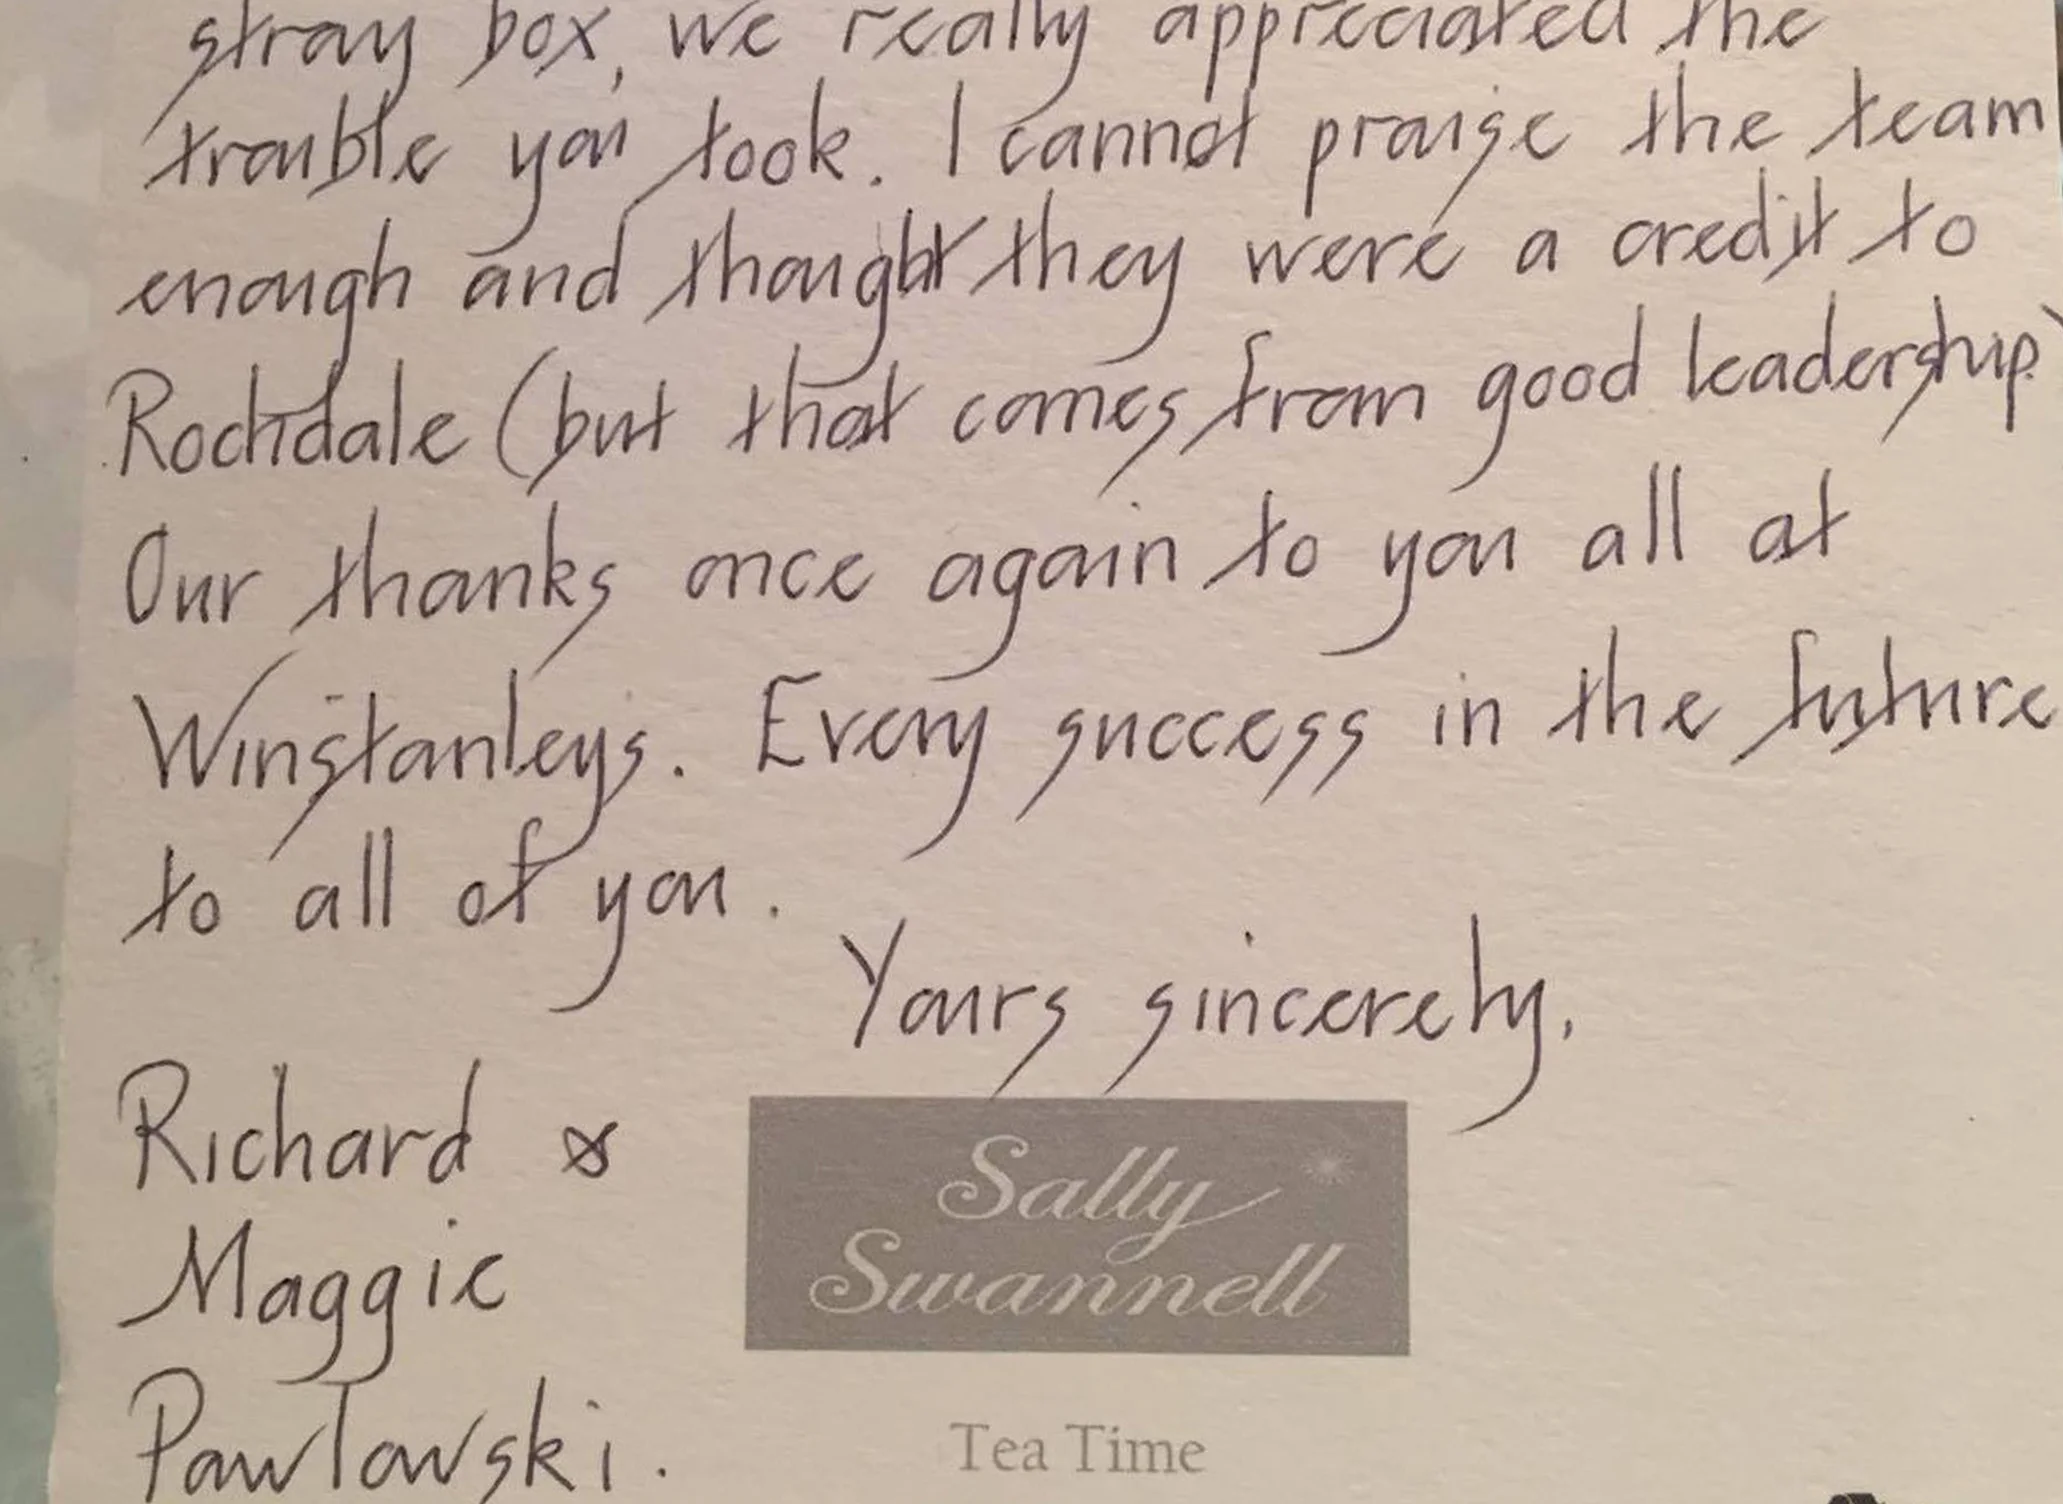 stray box, we really appreciated the
trouble you took. I cannot praise the team
enough and thought they were a credit to
Rochdale (but that comes from good leadership)
Our thanks once again to you all at
Winstanleys. Every success in the future
to all of you.
Yours sincerely,
Richard &
Maggie
Pawlowski.
Sally
Swannell
Tea Time